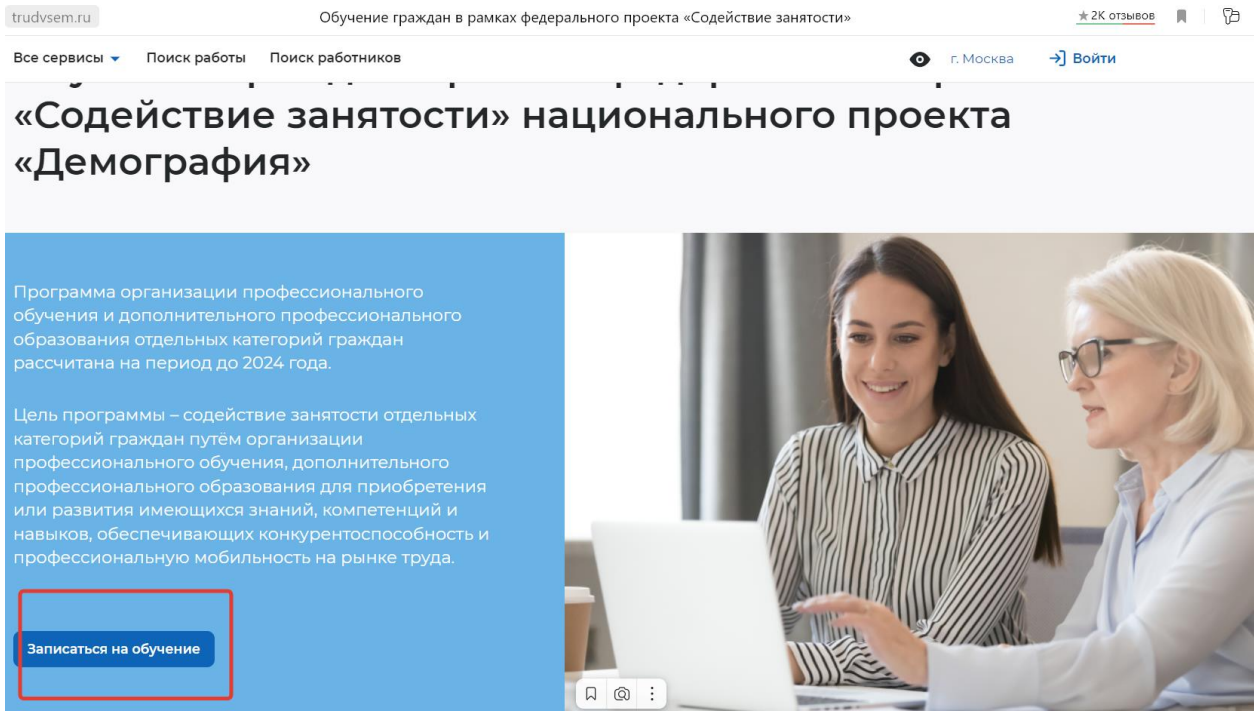 trudvsem.ru
Обучение граждан в рамках федерального проекта «Содействие занятости»
2K отзывов
Все сервисы
Поиск работы
Поиск работников
г. Москва
Войти
«Содействие занятости» национального проекта
«Демография»
Программа организации профессионального
обучения и дополнительного профессионального
образования отдельных категорий граждан
рассчитана на период до 2024 года.
Цель программы – содействие занятости отдельных
категорий граждан путём организации
профессионального обучения, дополнительного
профессионального образования для приобретения
или развития имеющихся знаний, компетенций и
навыков, обеспечивающих конкурентоспособность и
профессиональную мобильность на рынке труда.
Записаться на обучение